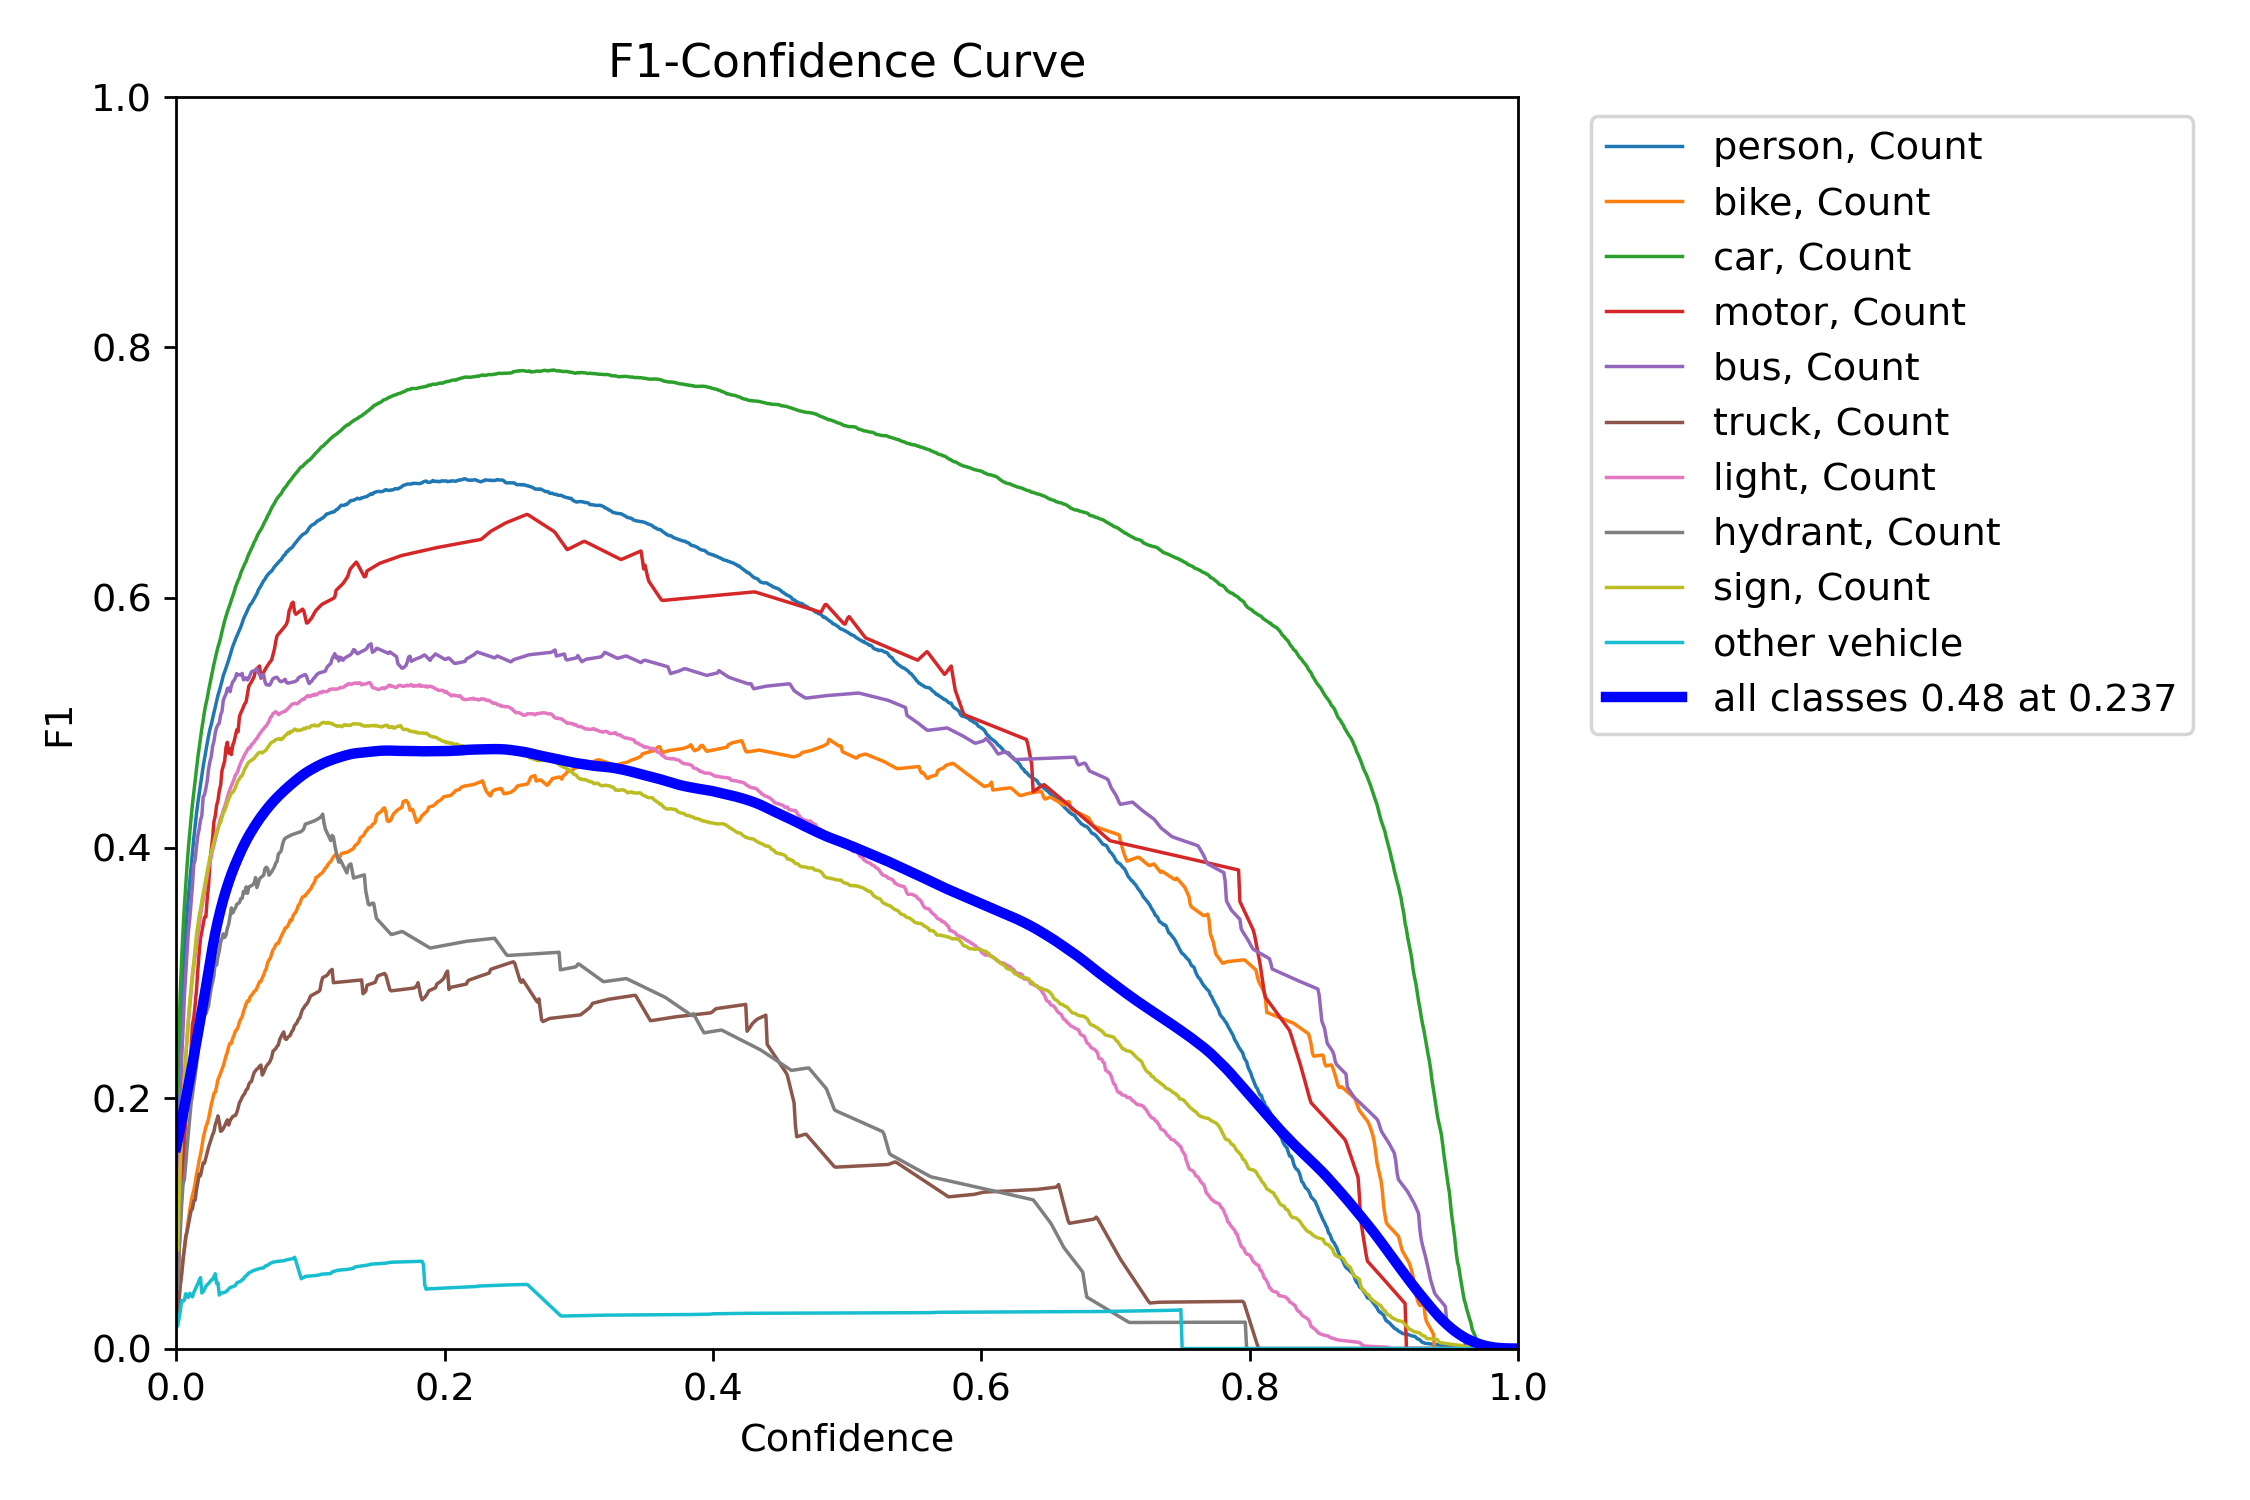 F1-Confidence Curve
1.0
0.8
0.6
0.4
0.2
0.0
F1
0.0 0.2 0.4 0.6 0.8 1.0
Confidence
person, Count
bike, Count
car, Count
motor, Count
bus, Count
truck, Count
light, Count
hydrant, Count
sign, Count
other vehicle
all classes 0.48 at 0.237